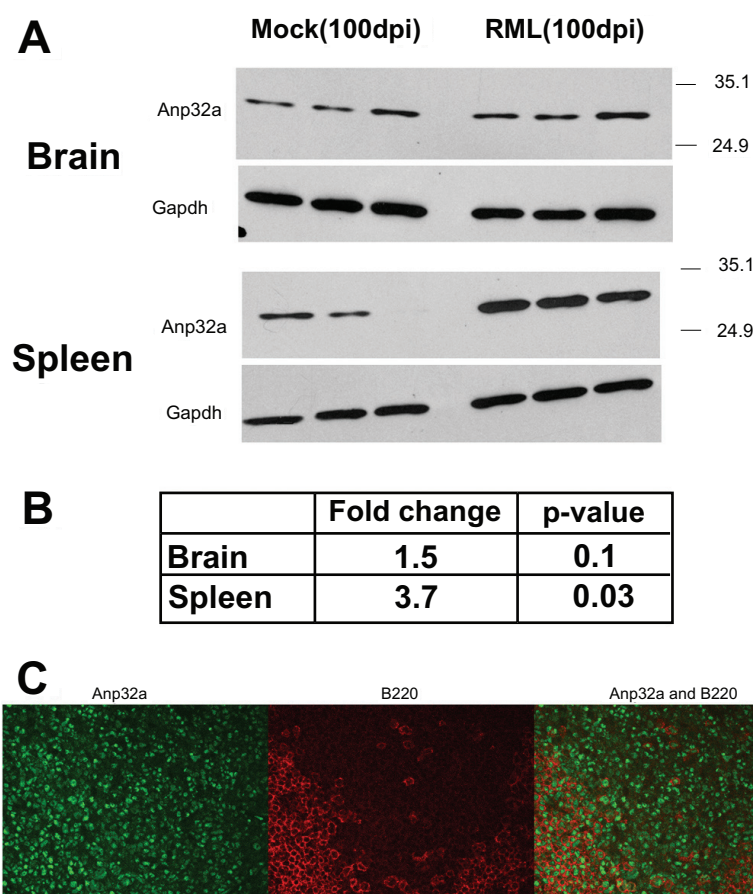 A
Mock(100dpi) RML(100dpi)
Brain
Anp32a
35.1
24.9
Gapdh
Spleen
Anp32a
35.1
24.9
Gapdh
B
Fold change p-value
Brain 1.5 0.1
Spleen 3.7 0.03
C
Anp32a B220 Anp32a and B220